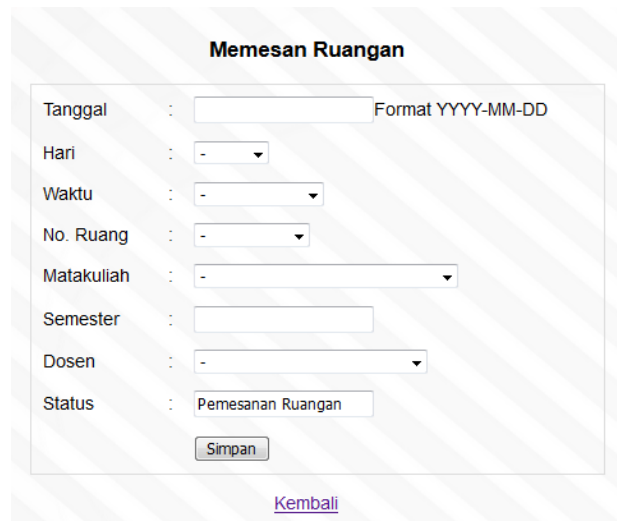 Memesan Ruangan
Tanggal : Format YYYY-MM-DD
Hari : -
Waktu : -
No. Ruang : -
Matakuliah : -
Semester :
Dosen : -
Status : Pemesanan Ruangan
Simpan
Kembali